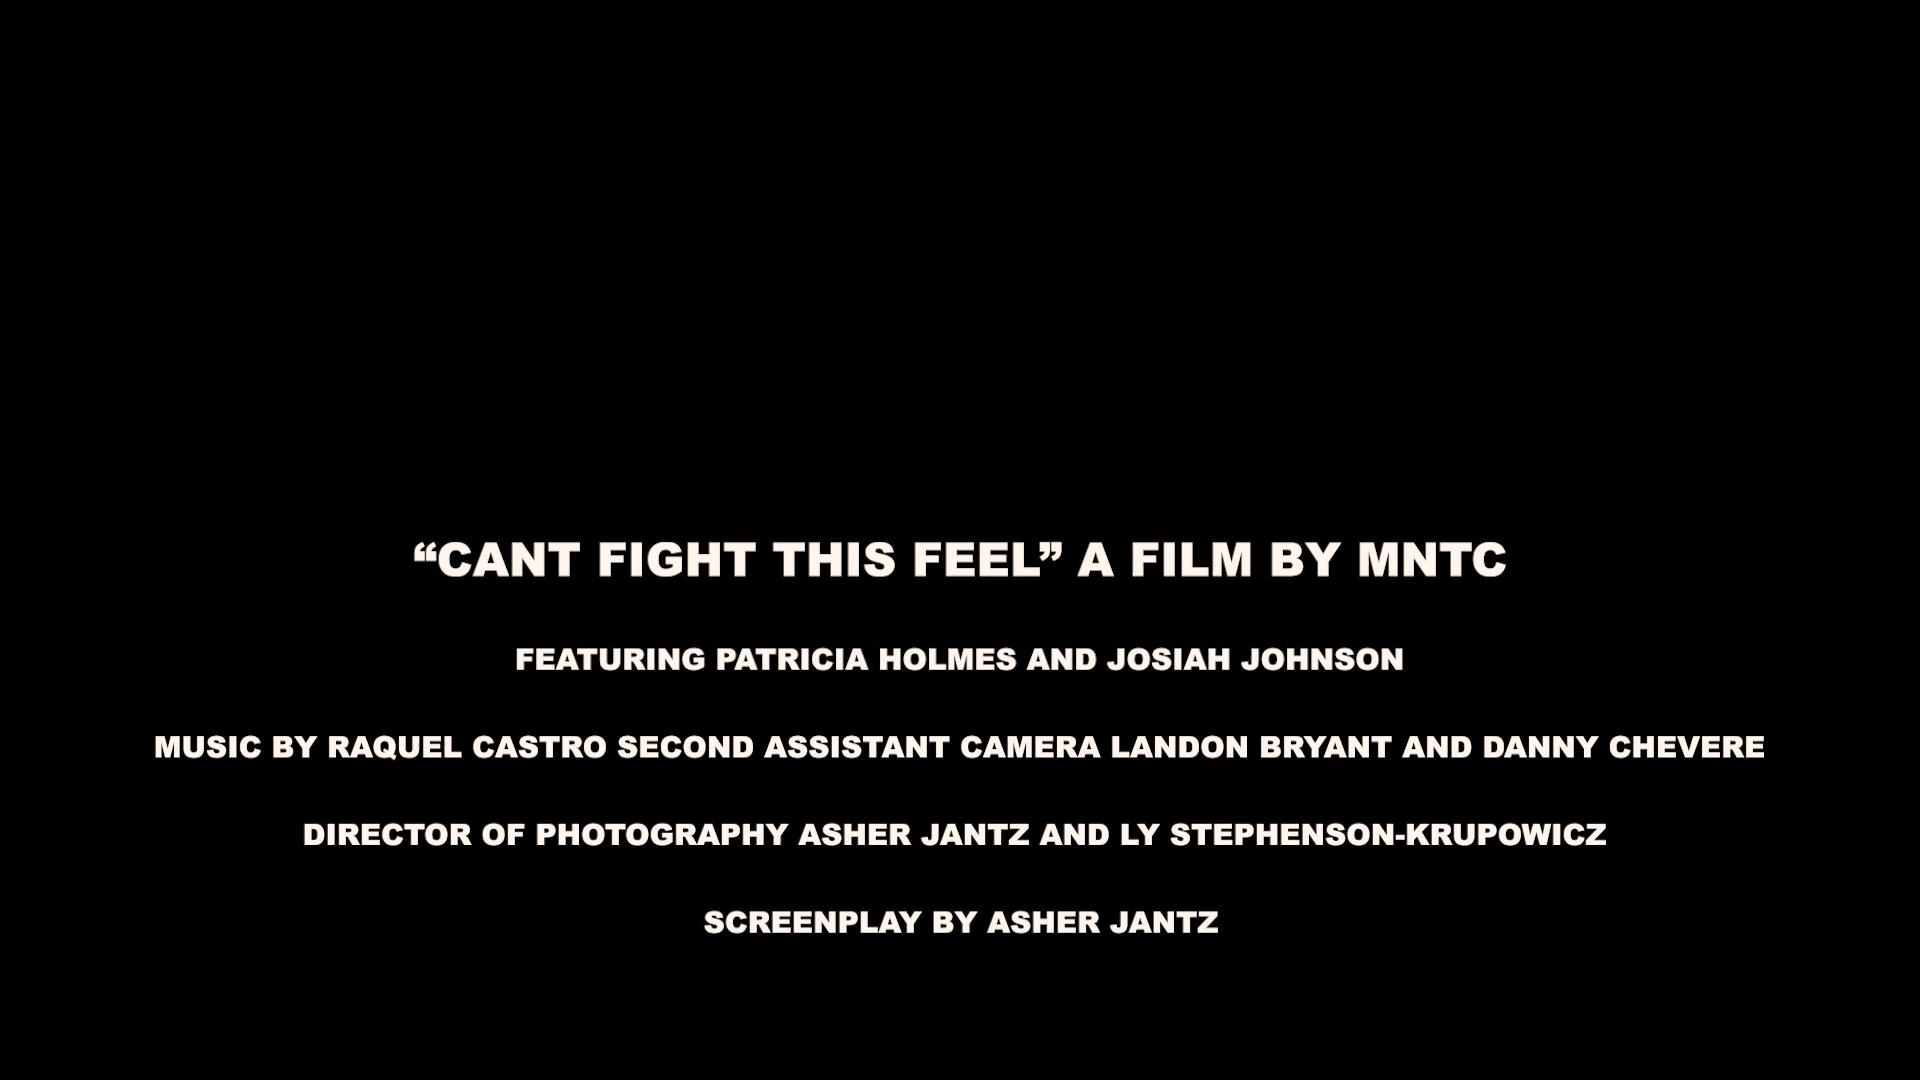 “CANT FIGHT THIS FEEL” A FILM BY MNTC
FEATURING PATRICIA HOLMES AND JOSIAH JOHNSON
MUSIC BY RAQUEL CASTRO SECOND ASSISTANT CAMERA LANDON BRYANT AND DANNY CHEVERE
DIRECTOR OF PHOTOGRAPHY ASHER JANTZ AND LY STEPHENSON-KRUPOWICZ
SCREENPLAY BY ASHER JANTZ